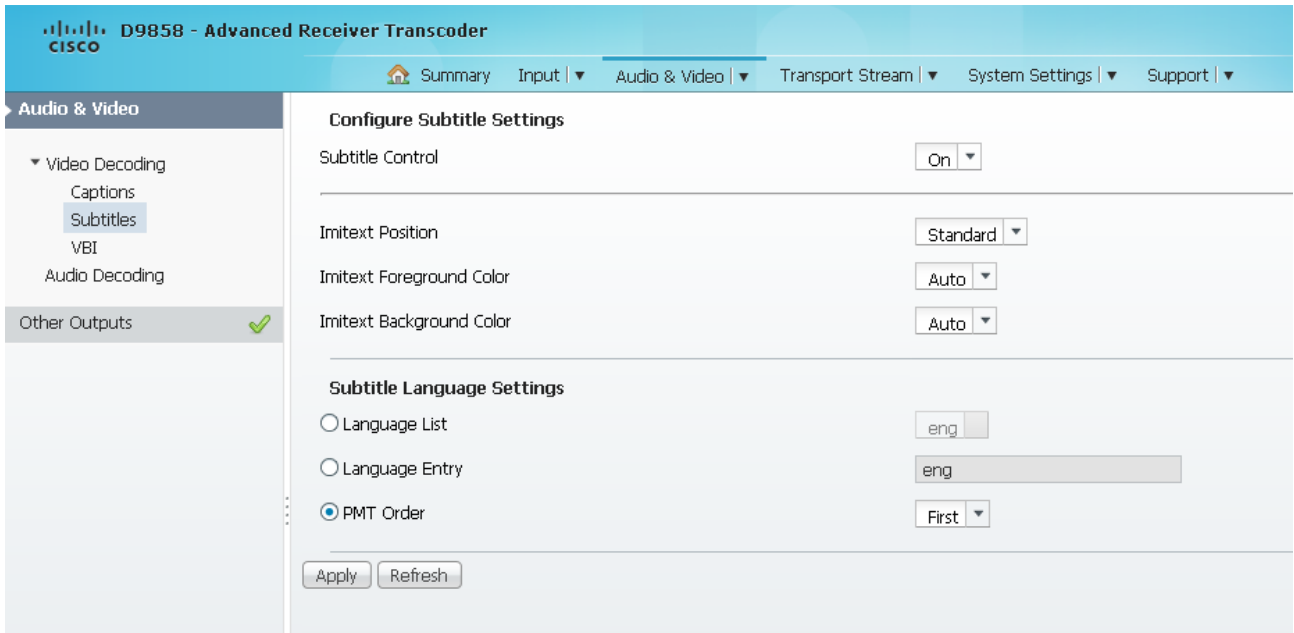 CISCO D9858 - Advanced Receiver Transcoder
Summary Input Audio & Video Transport Stream System Settings Support
Audio & Video
Video Decoding
Captions
Subtitles
VBI
Audio Decoding
Other Outputs
Configure Subtitle Settings
Subtitle Control On
Imitext Position Standard
Imitext Foreground Color Auto
Imitext Background Color Auto
Subtitle Language Settings
Language List eng
Language Entry eng
PMT Order First
Apply Refresh